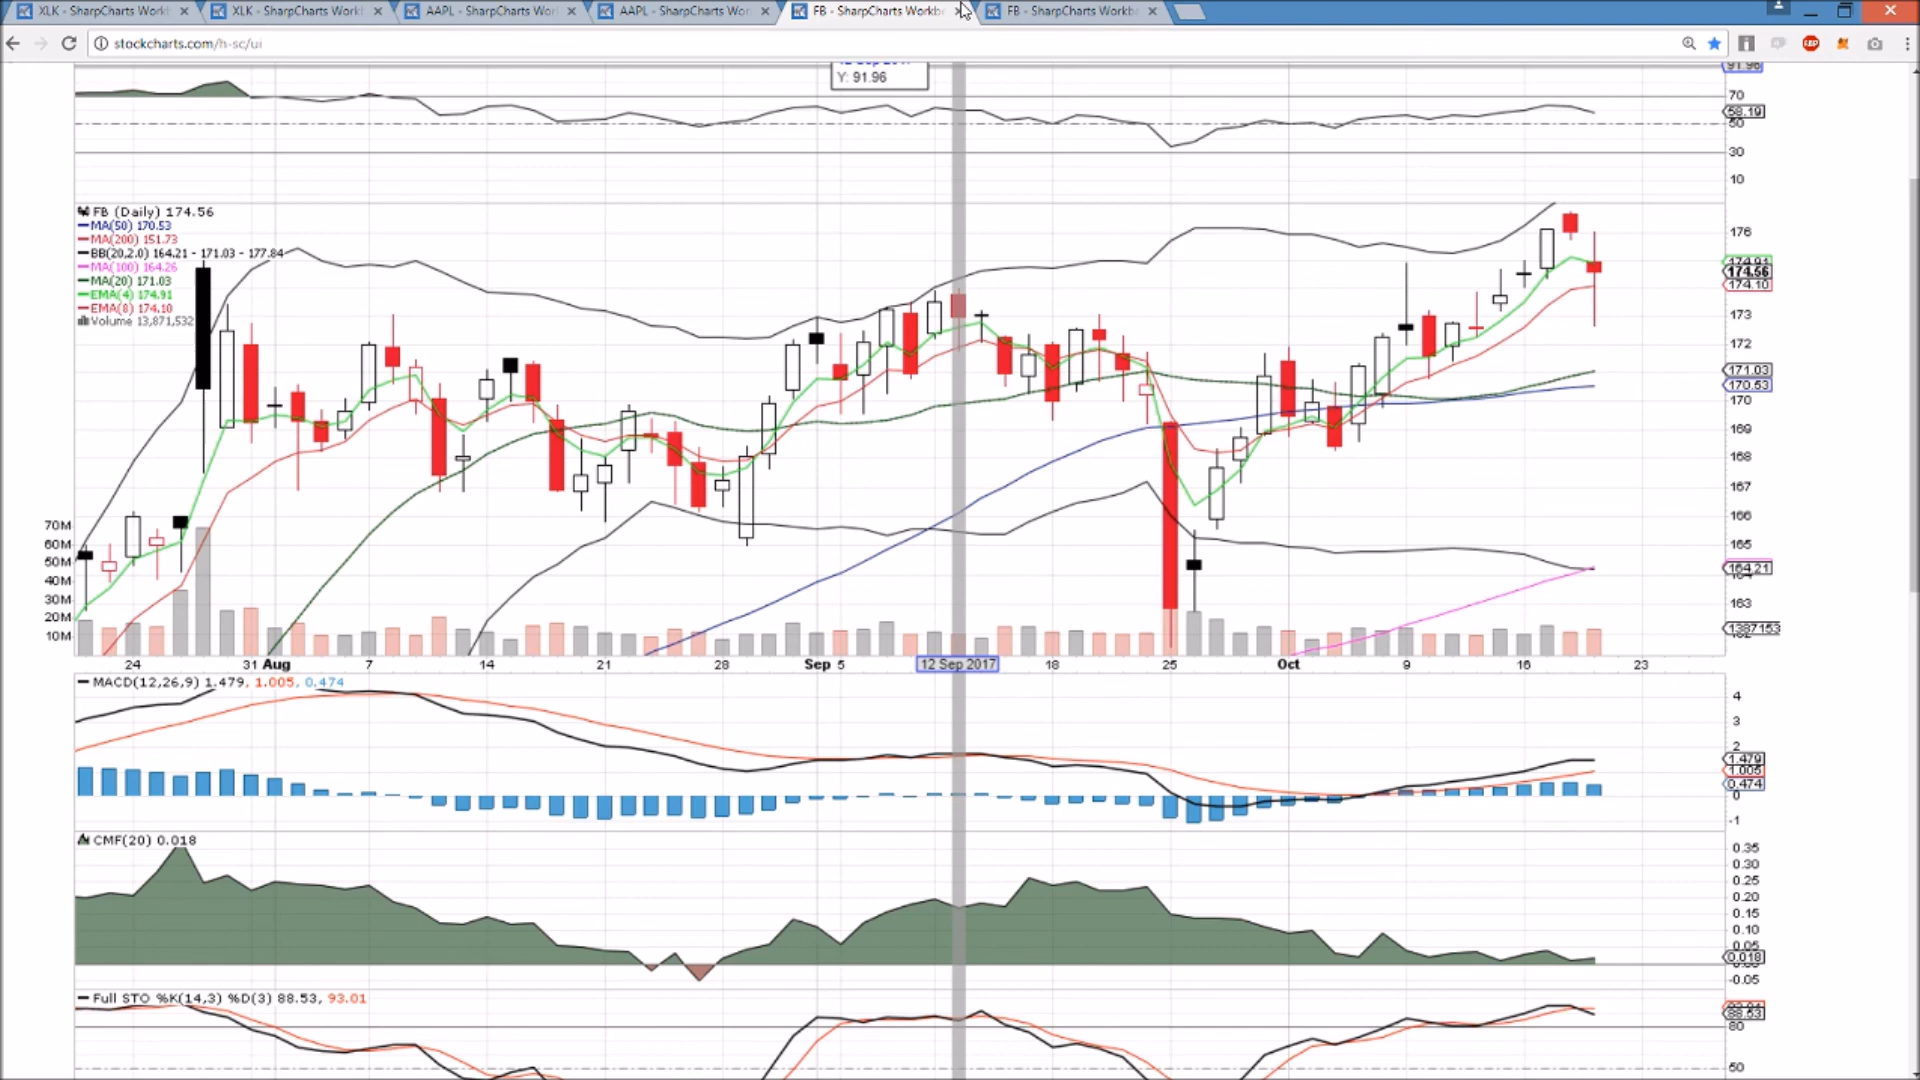 XLK - SharpCharts Work
XLK - SharpCharts Workl
AAPL - SharpCharts Wor
AAPL - SharpCharts Wor
FB - SharpCharts Workb
FB - SharpCharts Workb
stockcharts.com/h-sc/ui
ABP
Y: 91.96
91.96
70
58.19
50
30
10
FB (Daily) 174.56
MA(50) 170.53
MA(200) 151.73
BB(20,2.0) 164.21 - 171.03 - 177.84
MA(100) 164.26
MA(20) 171.03
EMA(4) 174.91
EMA(8) 174.10
Volume 13,871,532
176
174.91
174.56
174.10
173
172
171.03
170.53
170
169
168
167
166
165
164.21
163
1387153
70M
60M
50M
40M
30M
20M
10M
24 31 Aug 7 14 21 28 Sep 5 12 Sep 2017 18 25 Oct 9 16 23
MACD(12,26,9) 1.479, 1.005, 0.474
4
3
2
1.479
1.005
0.474
0
-1
CMF(20) 0.018
0.35
0.30
0.25
0.20
0.15
0.10
0.05
0.018
-0.05
Full STO %K(14,3) %D(3) 88.53, 93.01
88.53
80
50